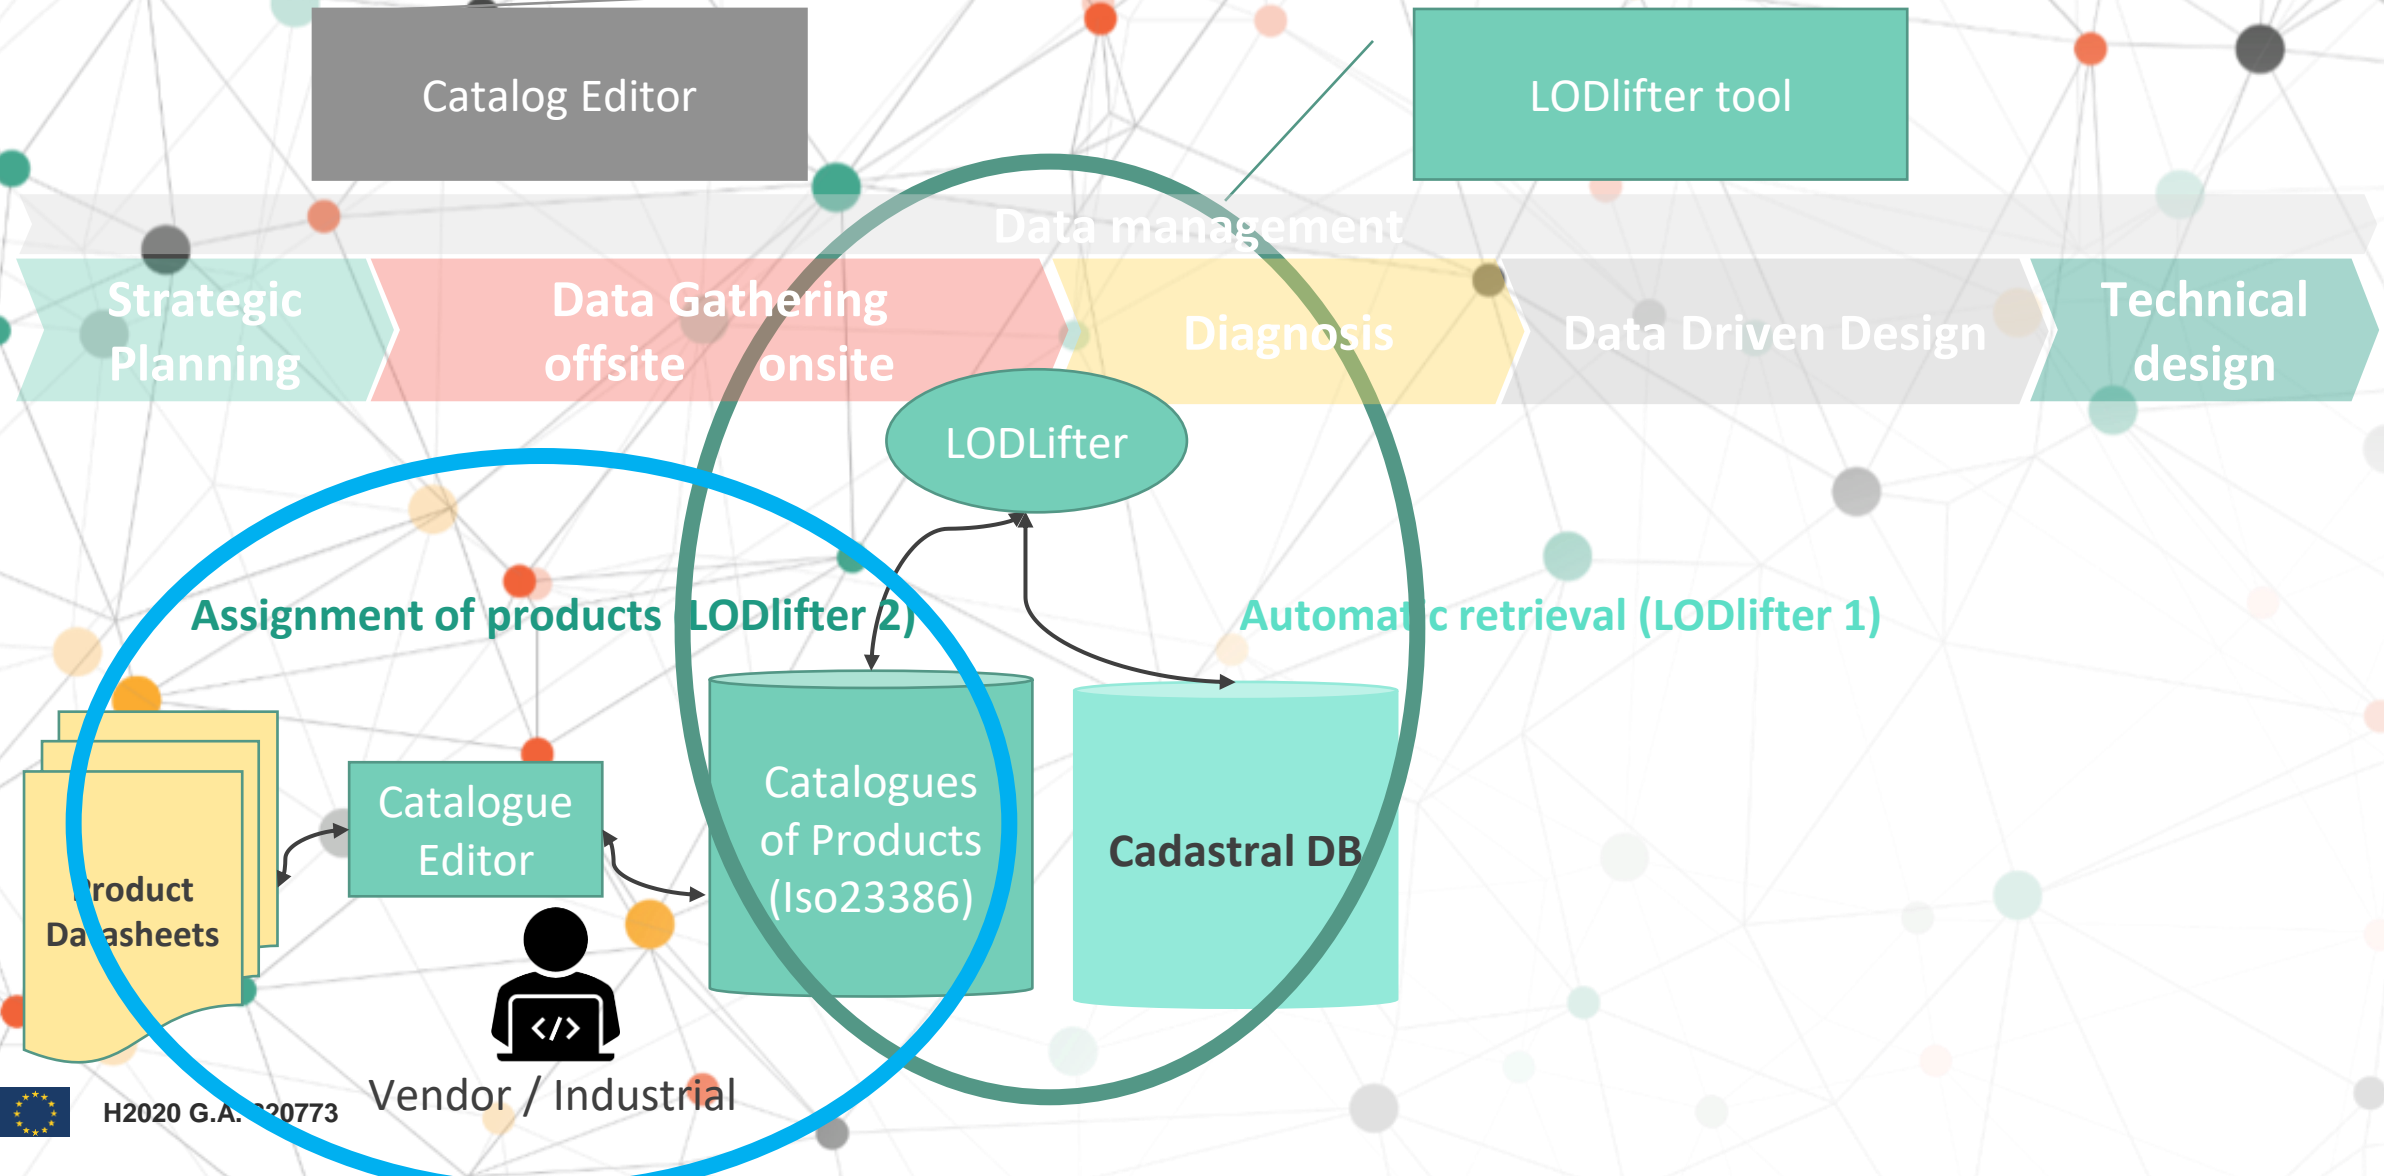 Catalog Editor
LODlifter tool
Data management
Strategic
Planning
Data Gathering
offsite onsite
Diagnosis
Data Driven Design
Technical
design
LODLifter
Assignment of products LODlifter 2)
Automatic retrieval (LODlifter 1)
Catalogue
Editor
Catalogues
of Products
(Iso23386)
Cadastral DB
Product
Datasheets
</>
Vendor / Industrial
H2020 G.A.